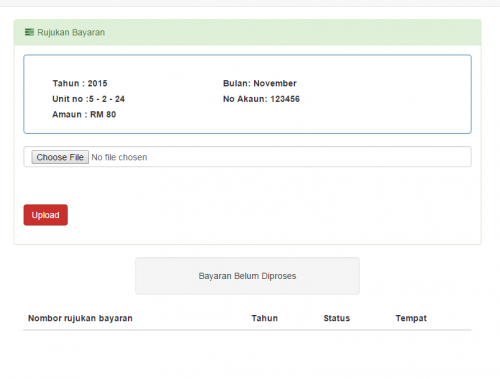 Rujukan Bayaran
Tahun : 2015 Bulan: November
Unit no :5 - 2 - 24 No Akaun: 123456
Amaun : RM 80
Choose File No file chosen
Upload
Bayaran Belum Diproses
Nombor rujukan bayaran Tahun Status Tempat